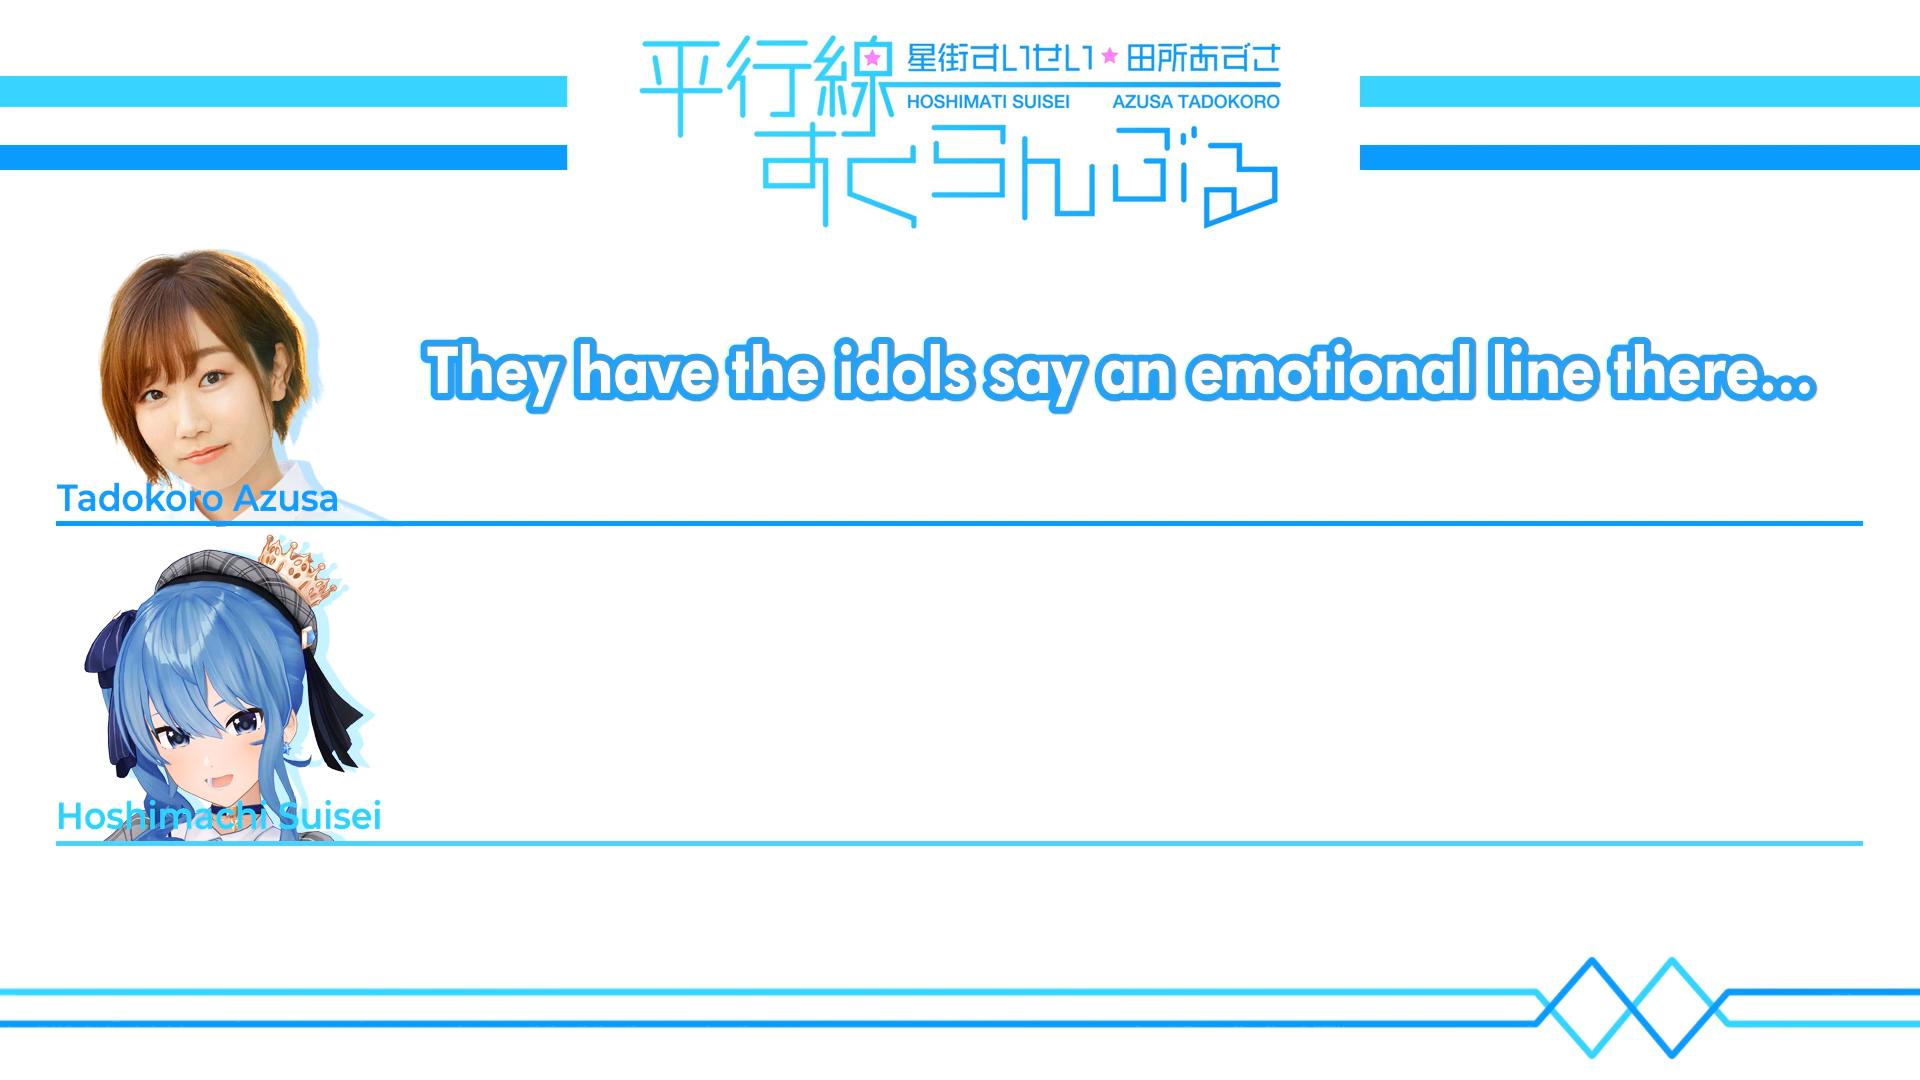 平行線
星街すいせい★田所あずさ
HOSHIMATI SUISEI AZUSA TADOKORO
すくらんぶる
They have the idols say an emotional line there...
Tadokoro Azusa
Hoshimachi Suisei